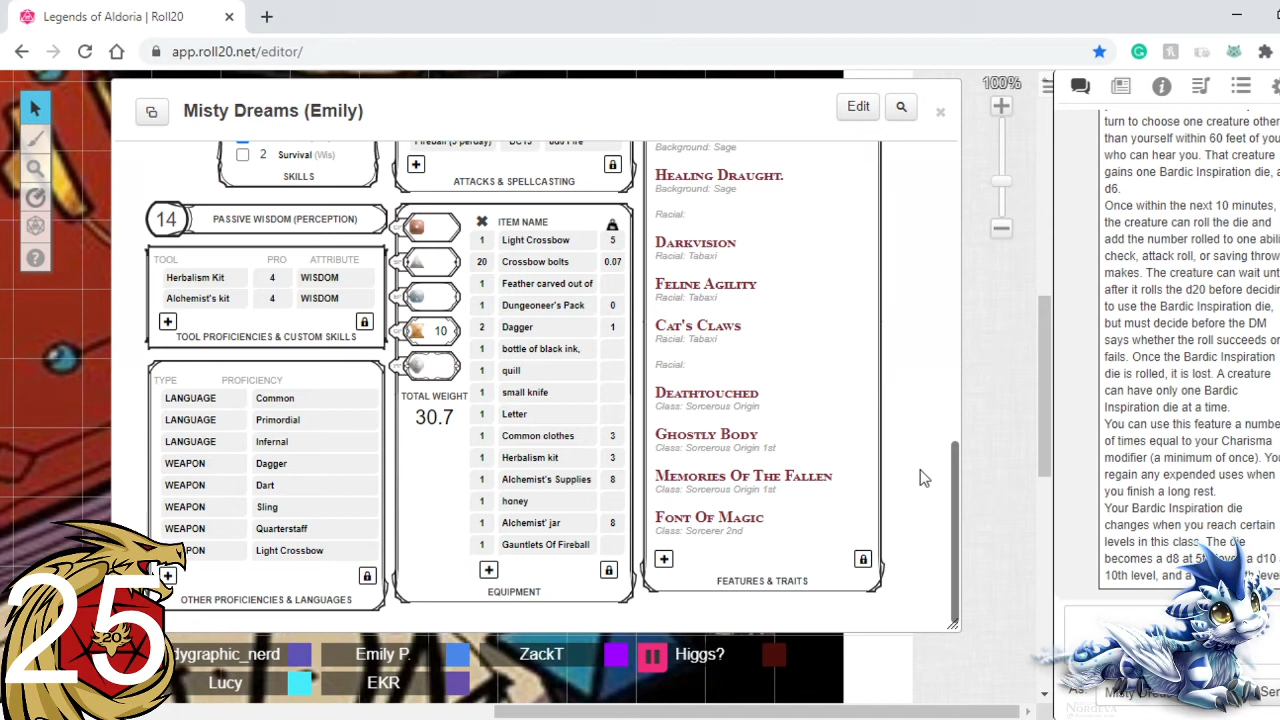 Legends of Aldoria | Roll20
app.roll20.net/editor/
Misty Dreams (Emily)
Edit
100%
2 Survival (Wis)
SKILLS
14 PASSIVE WISDOM (PERCEPTION)
TOOL PRO ATTRIBUTE
Herbalism Kit 4 WISDOM
Alchemist's kit 4 WISDOM
TOOL PROFICIENCIES & CUSTOM SKILLS
TYPE PROFICIENCY
LANGUAGE Common
LANGUAGE Primordial
LANGUAGE Infernal
WEAPON Dagger
WEAPON Dart
WEAPON Sling
WEAPON Quarterstaff
PON Light Crossbow
OTHER PROFICIENCIES & LANGUAGES
ATTACKS & SPELLCASTING
ITEM NAME
1 Light Crossbow 5
20 Crossbow bolts 0.07
1 Feather carved out of
1 Dungeoneer's Pack 0
2 Dagger 1
1 bottle of black ink,
1 quill
1 small knife
1 Letter
1 Common clothes 3
1 Herbalism kit 3
1 Alchemist's Supplies 8
1 honey
1 Alchemist' jar 8
1 Gauntlets Of Fireball
10
TOTAL WEIGHT
30.7
EQUIPMENT
Background: Sage
HEALING DRAUGHT.
Background: Sage
Racial:
DARKVISION
Racial: Tabaxi
FELINE AGILITY
Racial: Tabaxi
CAT'S CLAWS
Racial: Tabaxi
Racial:
DEATHTOUCHED
Class: Sorcerous Origin
GHOSTLY BODY
Class: Sorcerous Origin 1st
MEMORIES OF THE FALLEN
Class: Sorcerous Origin 1st
FONT OF MAGIC
Class: Sorcerer 2nd
FEATURES & TRAITS
turn to choose one creature other
than yourself within 60 feet of you
who can hear you. That creature
gains one Bardic Inspiration die, a
d6.
Once within the next 10 minutes,
the creature can roll the die and
add the number rolled to one abili
check, attack roll, or saving throw
makes. The creature can wait unti
after it rolls the d20 before decidin
to use the Bardic Inspiration die,
but must decide before the DM
says whether the roll succeeds or
fails. Once the Bardic Inspiration
die is rolled, it is lost. A creature
can have only one Bardic
Inspiration die at a time.
You can use this feature a numbe
of times equal to your Charisma
modifier (a minimum of once). You
regain any expended uses when
you finish a long rest.
Your Bardic Inspiration die
changes when you reach certain
levels in this class. The die
becomes a d8 at 5th
10th level, and a
25
20
dygraphic_nerd Emily P. ZackT Higgs?
Lucy EKR
As: